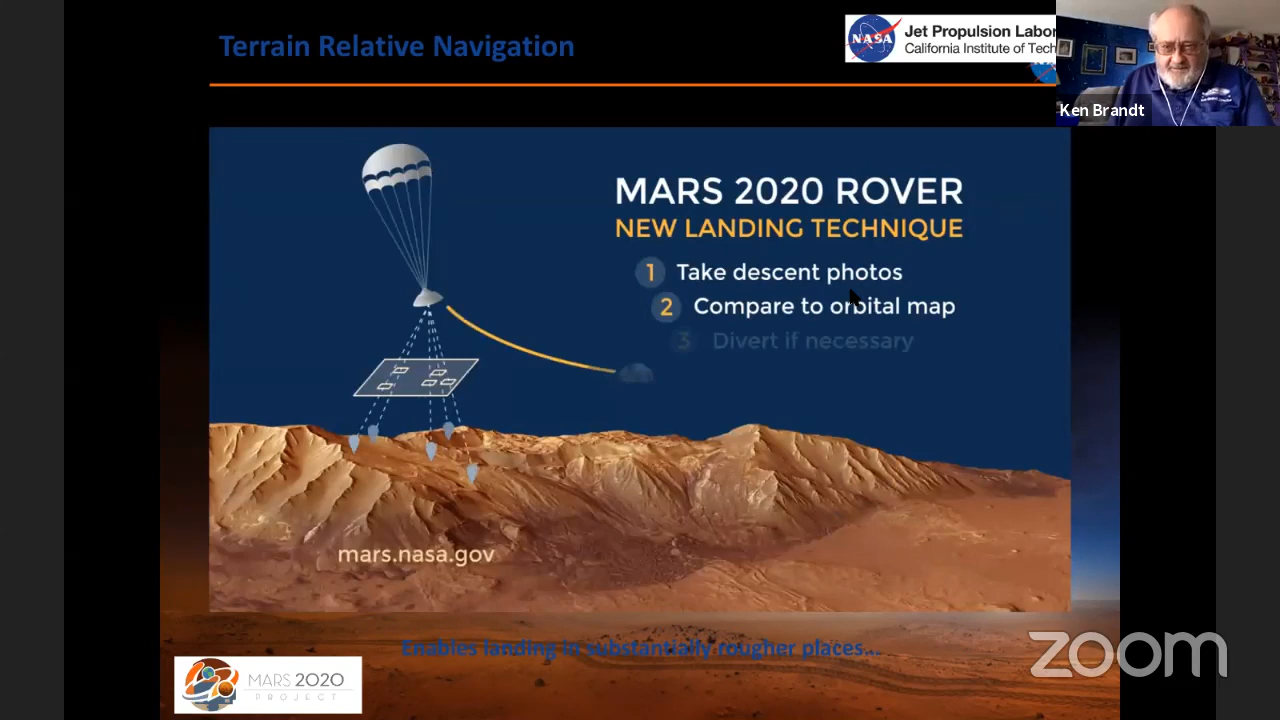 Terrain Relative Navigation
NASA
Jet Propulsion Labor
California Institute of Tech
Ken Brandt
MARS 2020 ROVER
NEW LANDING TECHNIQUE
1 Take descent photos
2 Compare to orbital map
3 Divert if necessary
mars.nasa.gov
Enables landing in substantially rougher places...
MARS 2020
PROJECT
zoom